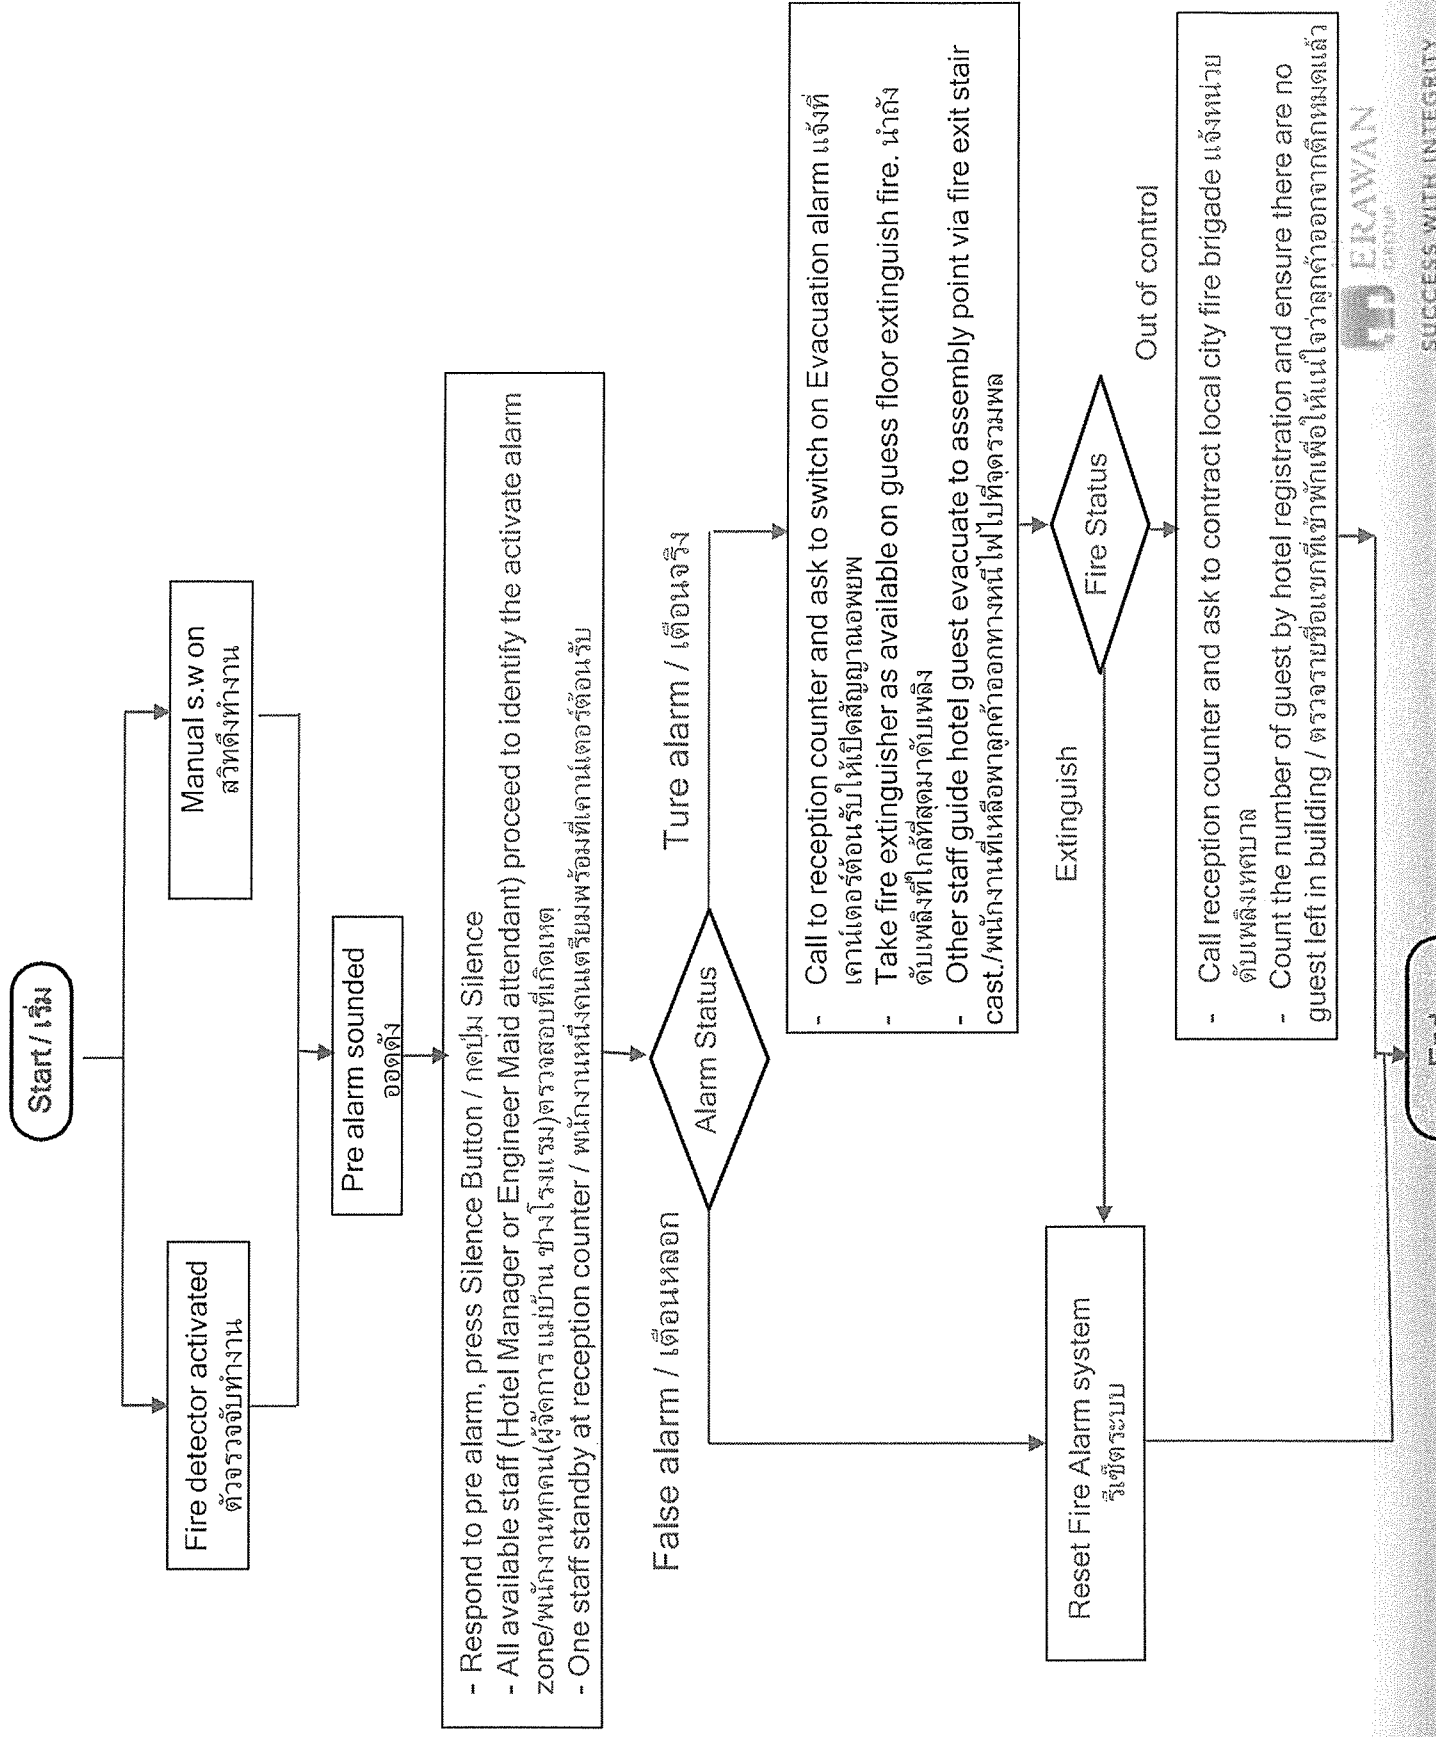 Start / เริ่ม
Fire detector activated
ตัวจรวจจับทำงาน
Manual s.w on
สวิทดึงทำงาน
Pre alarm sounded
ออดดัง
- Respond to pre alarm, press Silence Button / กดปุ่ม Silence
- All available staff (Hotel Manager or Engineer Maid attendant) proceed to identify the activate alarm
zone/พนักงานทุกคน(ผู้จัดการ แม่บ้าน ช่างโรงแรม)ตรวจสอบที่เกิดเหตุ
- One staff standby at reception counter / พนักงานหนึ่งคนเตรียมพร้อมที่เคาน์เตอร์ต้อนรับ
False alarm / เตือนหลอก
Alarm Status
Ture alarm / เตือนจริง
- Call to reception counter and ask to switch on Evacuation alarm แจ้งที่
เคาน์เตอร์ต้อนรับให้เปิดสัญญาณอพยพ
- Take fire extinguisher as available on guess floor extinguish fire. นำถัง
ดับเพลิงที่ใกล้ที่สุดมาดับเพลิง
- Other staff guide hotel guest evacuate to assembly point via fire exit stair
cast./พนักงานที่เหลือพาลูกค้าออกทางหนีไฟไปที่จุดรวมพล
Reset Fire Alarm system
รีเซ็ตระบบ
Extinguish
Fire Status
Out of control
- Call reception counter and ask to contract local city fire brigade แจ้งหน่วย
ดับเพลิงเทศบาล
- Count the number of guest by hotel registration and ensure there are no
guest left in building / ตรวจรายชื่อแขกที่เข้าพักเพื่อให้แน่ใจว่าลูกค้าออกจากตึกหมดแล้ว
ERAWAN
GROUP
SUCCESS WITH INTEGRITY